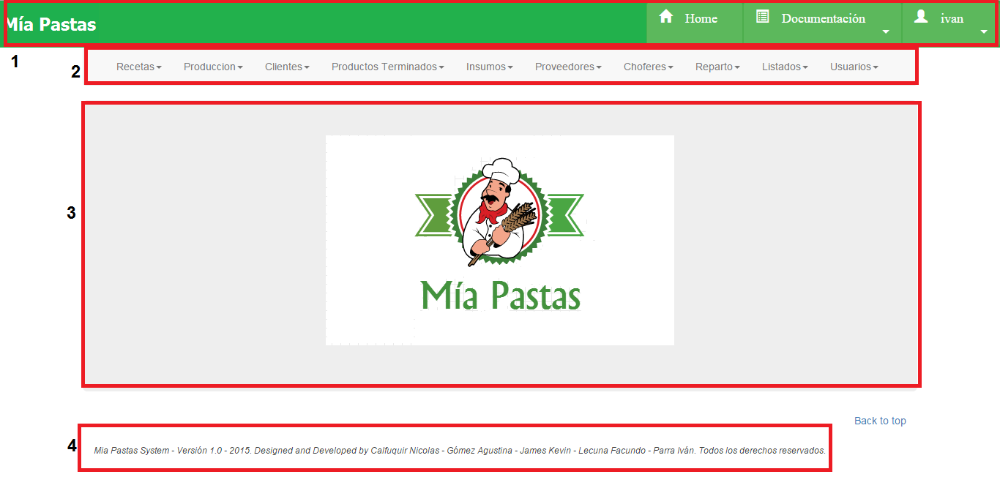 Mía Pastas Home Documentación ivan
1
2 Recetas Produccion Clientes Productos Terminados Insumos Proveedores Choferes Reparto Listados Usuarios
3
Mía Pastas
Back to top
4 Mia Pastas System - Versión 1.0 - 2015. Designed and Developed by Calfuquir Nicolas - Gómez Agustina - James Kevin - Lecuna Facundo - Parra Iván. Todos los derechos reservados.